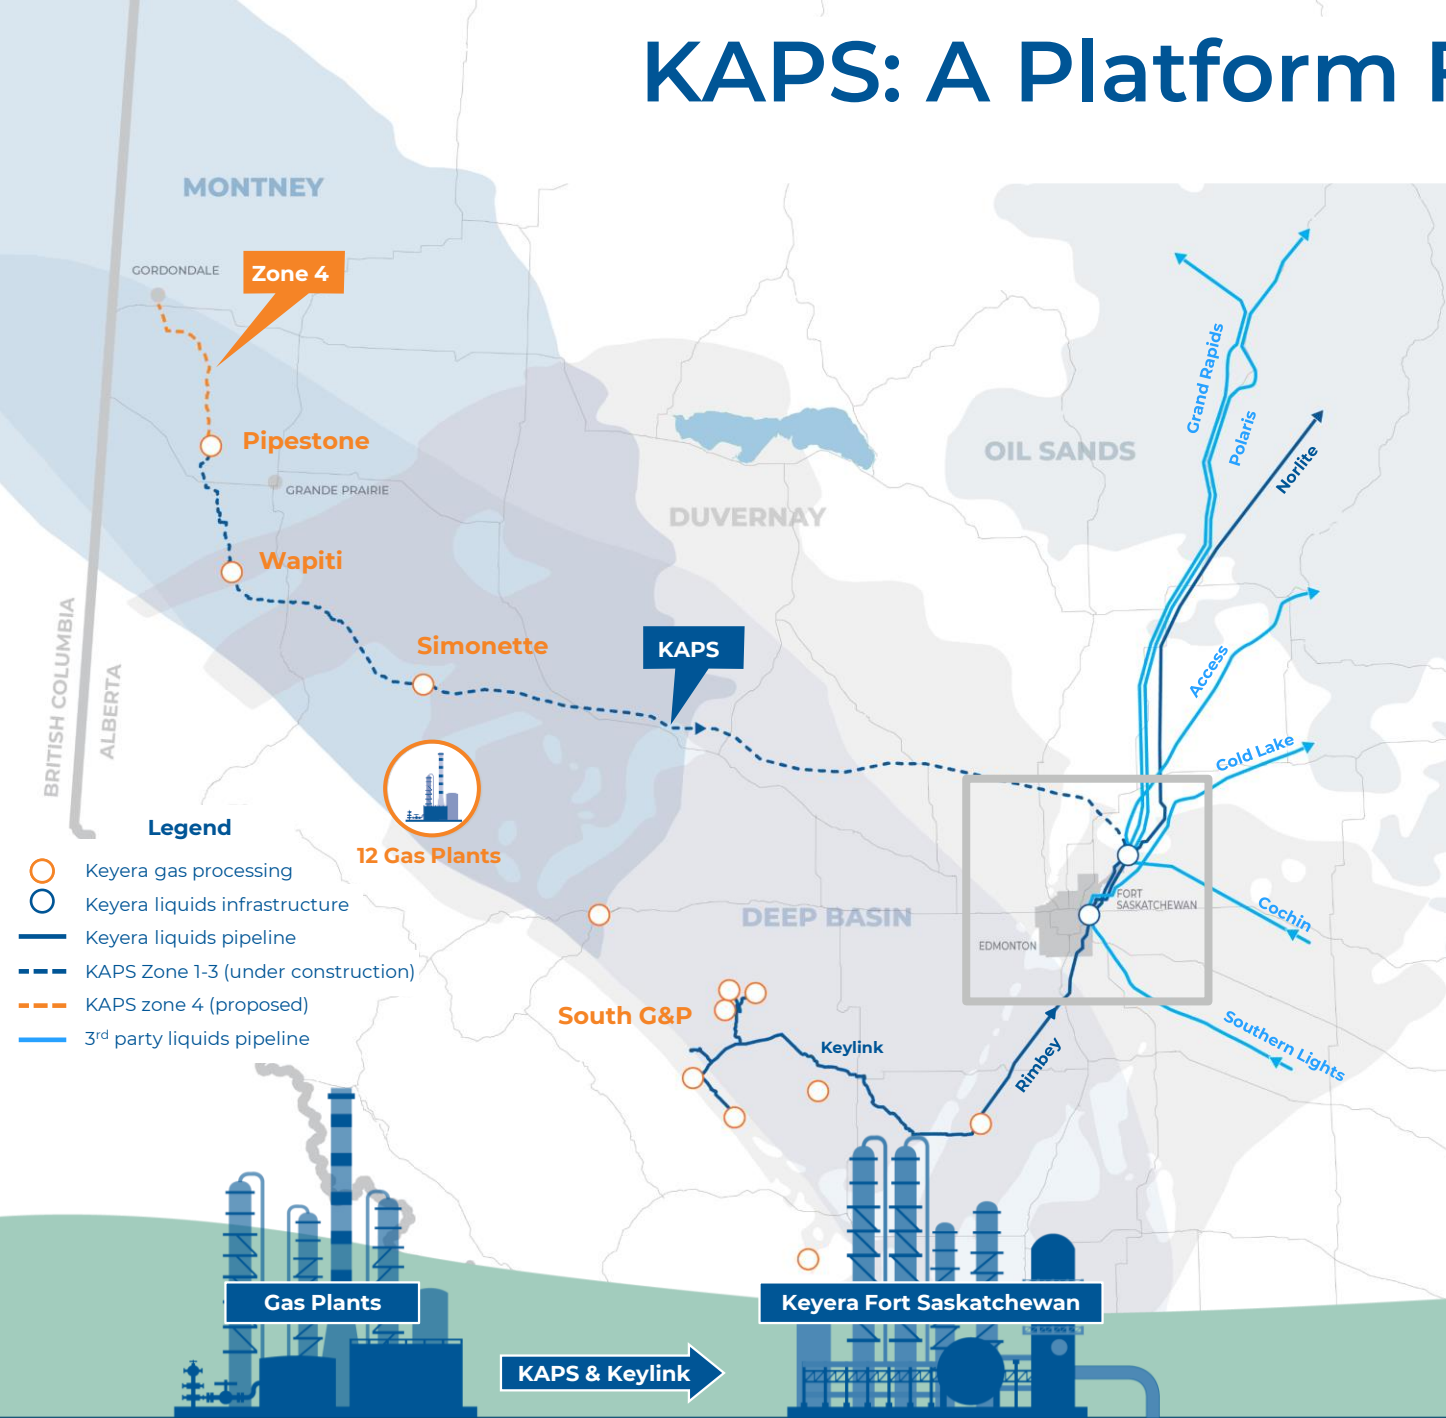 KAPS: A Platform
MONTNEY
GORDONDALE
Zone 4
Grand Rapids
Polaris
Pipestone
OIL SANDS
Norlite
GRANDE PRAIRIE
DUVERNAY
Wapiti
BRITISH COLUMBIA
ALBERTA
Simonette
KAPS
Access
Cold Lake
12 Gas Plants
Legend
Keyera gas processing
Keyera liquids infrastructure
Keyera liquids pipeline
KAPS Zone 1-3 (under construction)
KAPS zone 4 (proposed)
3rd party liquids pipeline
DEEP BASIN
FORT
SASKATCHEWAN
EDMONTON
Cochin
South G&P
Keylink
Rimbey
Southern Lights
Gas Plants
Keyera Fort Saskatchewan
KAPS & Keylink